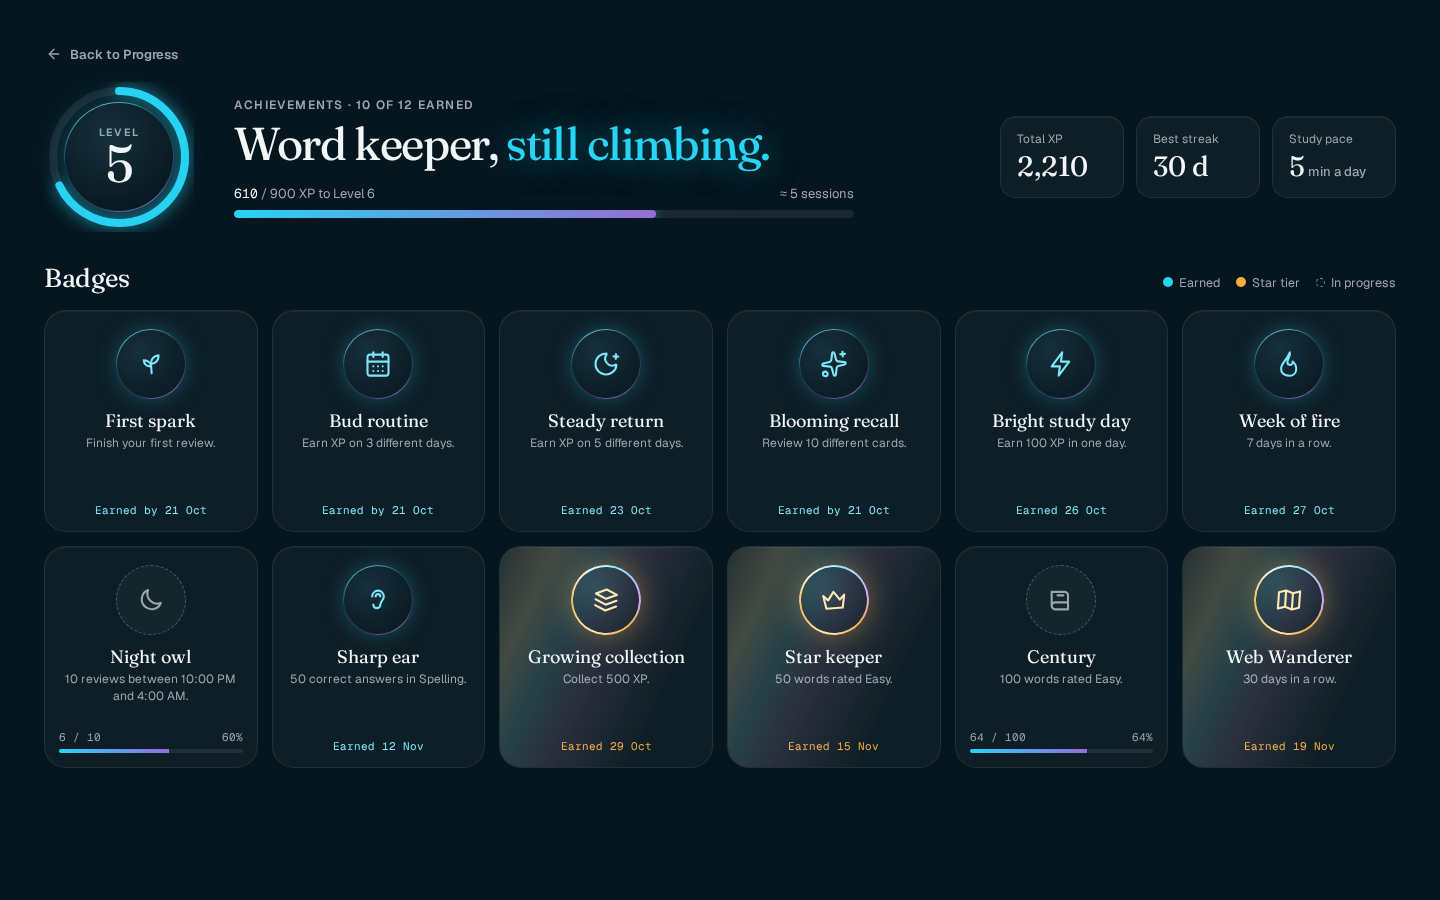 Back to Progress
LEVEL
5
ACHIEVEMENTS · 10 OF 12 EARNED
Word keeper, still climbing.
610 / 900 XP to Level 6
≈ 5 sessions
Total XP
2,210
Best streak
30 d
Study pace
5 min a day
Badges
Earned
Star tier
In progress
First spark
Finish your first review.
Earned by 21 Oct
Bud routine
Earn XP on 3 different days.
Earned by 21 Oct
Steady return
Earn XP on 5 different days.
Earned 23 Oct
Blooming recall
Review 10 different cards.
Earned by 21 Oct
Bright study day
Earn 100 XP in one day.
Earned 26 Oct
Week of fire
7 days in a row.
Earned 27 Oct
Night owl
10 reviews between 10:00 PM
and 4:00 AM.
6 / 10
60%
Sharp ear
50 correct answers in Spelling.
Earned 12 Nov
Growing collection
Collect 500 XP.
Earned 29 Oct
Star keeper
50 words rated Easy.
Earned 15 Nov
Century
100 words rated Easy.
64 / 100
64%
Web Wanderer
30 days in a row.
Earned 19 Nov